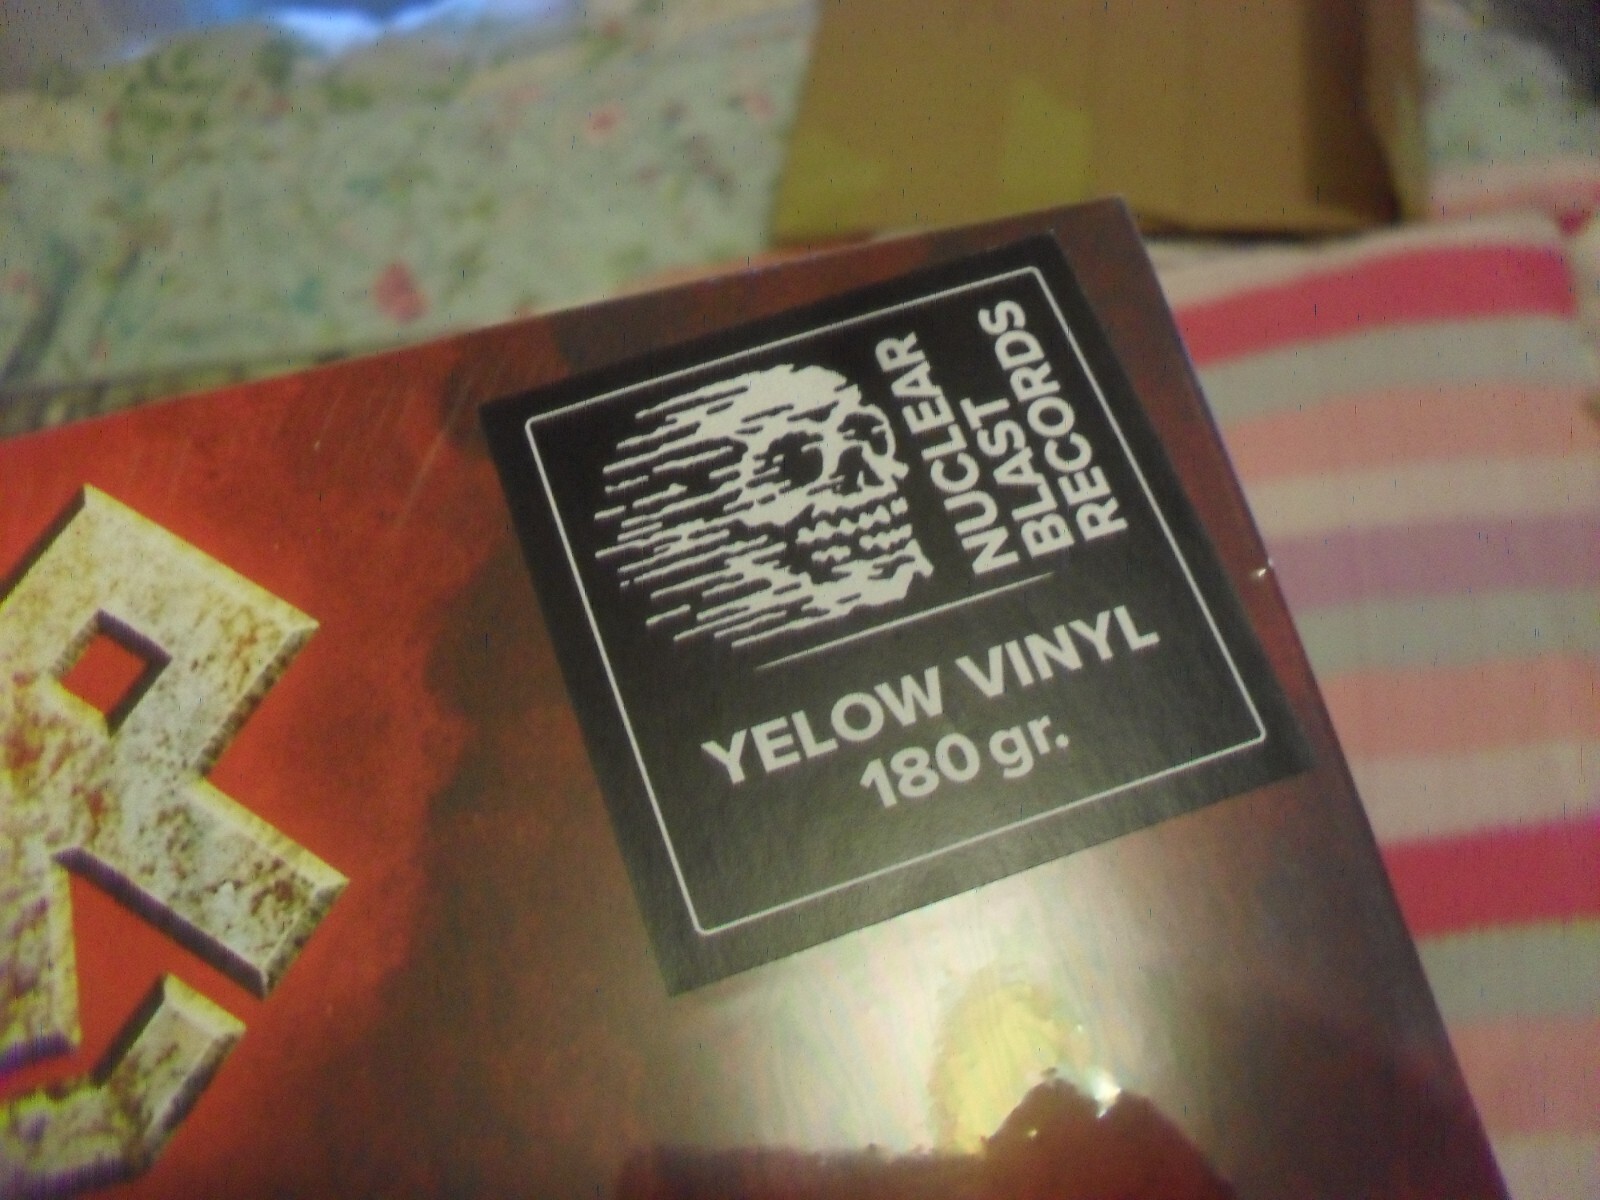 NUCLEAR
BLAST
RECORDS
YELOW VINYL
180 gr.